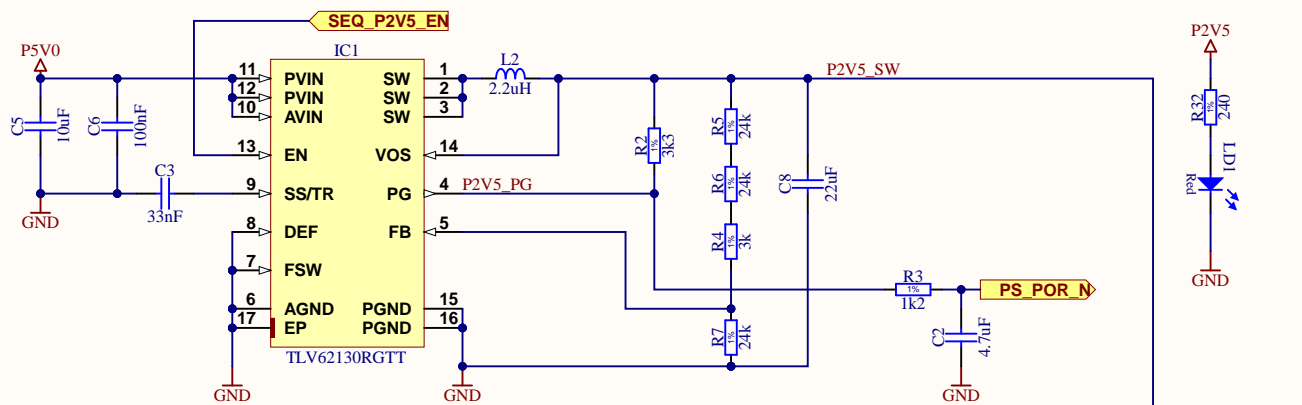 SEQ_P2V5_EN
P5V0
IC1
L2
2.2uH
P2V5_SW
P2V5
C5
10uF
C6
100nF
C3
33nF
GND
11 PVIN SW 1
12 PVIN SW 2
10 AVIN SW 3
13 EN VOS 14
9 SS/TR PG 4
8 DEF FB 5
7 FSW
6 AGND PGND 15
17 EP PGND 16
TLV62130RGTT
P2V5_PG
R2
1%
3k3
R5
1%
24k
R6
1%
24k
R4
1%
3k
R7
1%
24k
C8
22uF
R3
1%
1k2
PS_POR_N
C2
4.7uF
R32
1%
240
LD1
Red
GND
GND
GND
GND